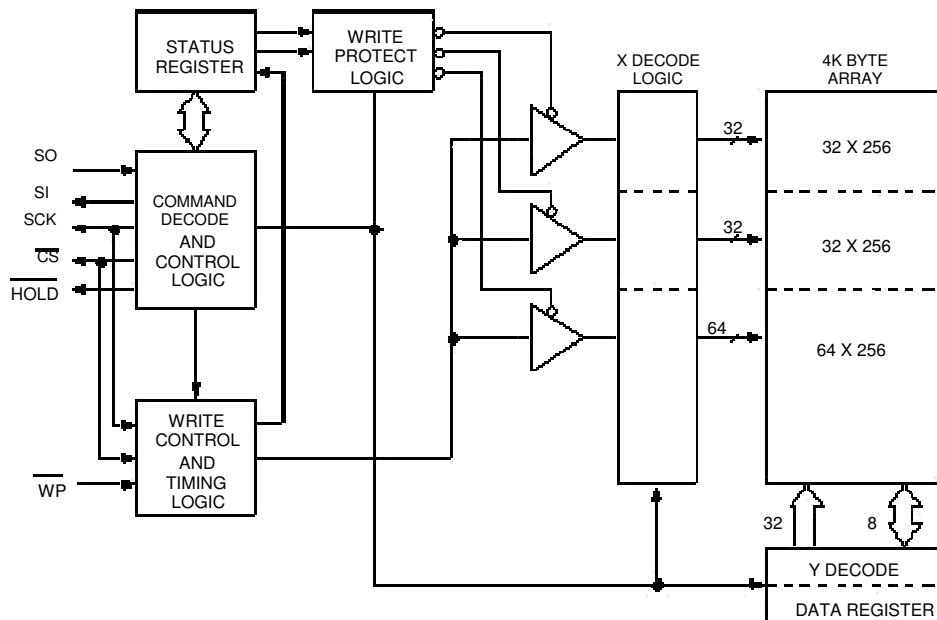 STATUS
REGISTER
WRITE
PROTECT
LOGIC
X DECODE
LOGIC
4K BYTE
ARRAY
SO
SI
SCK
CS
HOLD
COMMAND
DECODE
AND
CONTROL
LOGIC
WRITE
CONTROL
AND
TIMING
LOGIC
WP
32
32
64
32 X 256
32 X 256
64 X 256
32
8
Y DECODE
DATA REGISTER